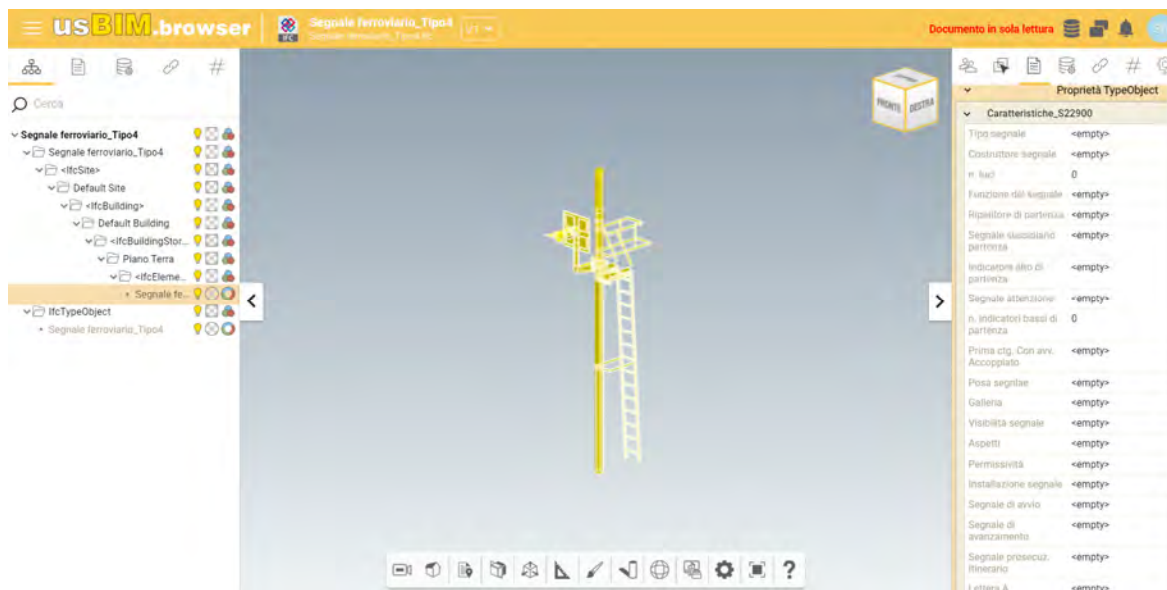 usBIM.browser
IFC
Segnale ferroviario_Tipo4
Documento in sola lettura
Cerca
Segnale ferroviario_Tipo4
Segnale ferroviario_Tipo4
<IfcSite>
Default Site
<IfcBuilding>
Default Building
<IfcBuildingStor...
Piano Terra
<IfcEleme...
Segnale fe...
IfcTypeObject
Segnale ferroviario_Tipo4
FRONTE
DESTRA
Proprietà TypeObject
Caratteristiche_S22900
Tipo segnale <empty>
Costruttore segnale <empty>
n. luci 0
Funzione del segnale <empty>
Ripetitore di partenza <empty>
Segnale sussidiario <empty>
partenza
Indicatore alto di <empty>
partenza
Segnale attenzione <empty>
n. indicatori bassi di 0
partenza
Prima ctg. Con avv. <empty>
Accoppiato
Posa segnlae <empty>
Galleria <empty>
Visibilità segnale <empty>
Aspetti <empty>
Permissività <empty>
Installazione segnale <empty>
Segnale di avvio <empty>
Segnale di <empty>
avanzamento
Segnale prosecuz. <empty>
Itinerario
Lettera A <empty>